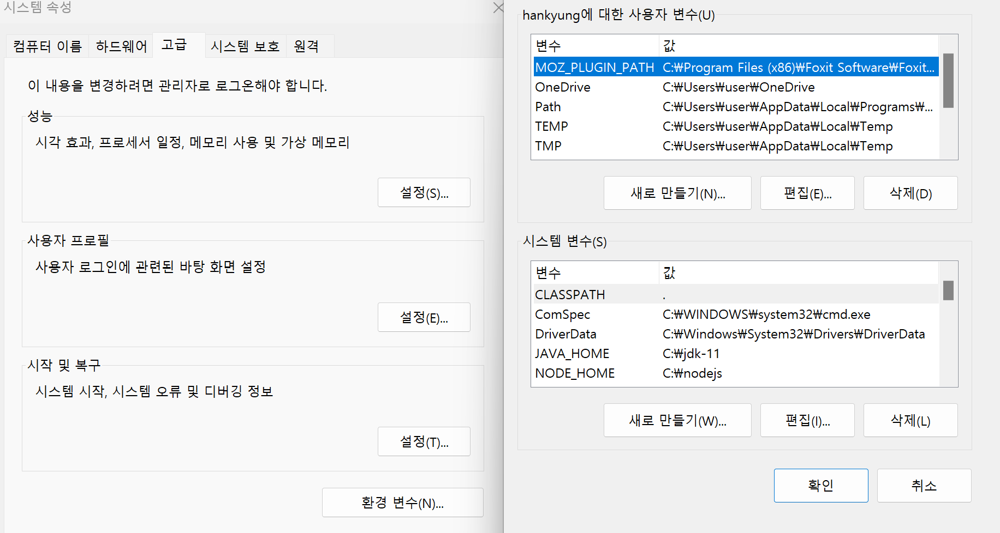 시스템 속성
컴퓨터 이름
하드웨어
고급
시스템 보호
원격
이 내용을 변경하려면 관리자로 로그온해야 합니다.
성능
시각 효과, 프로세서 일정, 메모리 사용 및 가상 메모리
설정(S)...
사용자 프로필
사용자 로그인에 관련된 바탕 화면 설정
설정(E)...
시작 및 복구
시스템 시작, 시스템 오류 및 디버깅 정보
설정(T)...
환경 변수(N)...
hankyung에 대한 사용자 변수(U)
변수 값
MOZ_PLUGIN_PATH C:₩Program Files (x86)₩Foxit Software₩Foxit...
OneDrive C:₩Users₩user₩OneDrive
Path C:₩Users₩user₩AppData₩Local₩Programs₩...
TEMP C:₩Users₩user₩AppData₩Local₩Temp
TMP C:₩Users₩user₩AppData₩Local₩Temp
새로 만들기(N)... 편집(E)... 삭제(D)
시스템 변수(S)
변수 값
CLASSPATH .
ComSpec C:₩WINDOWS₩system32₩cmd.exe
DriverData C:₩Windows₩System32₩Drivers₩DriverData
JAVA_HOME C:₩jdk-11
NODE_HOME C:₩nodejs
새로 만들기(W)... 편집(I)... 삭제(L)
확인 취소